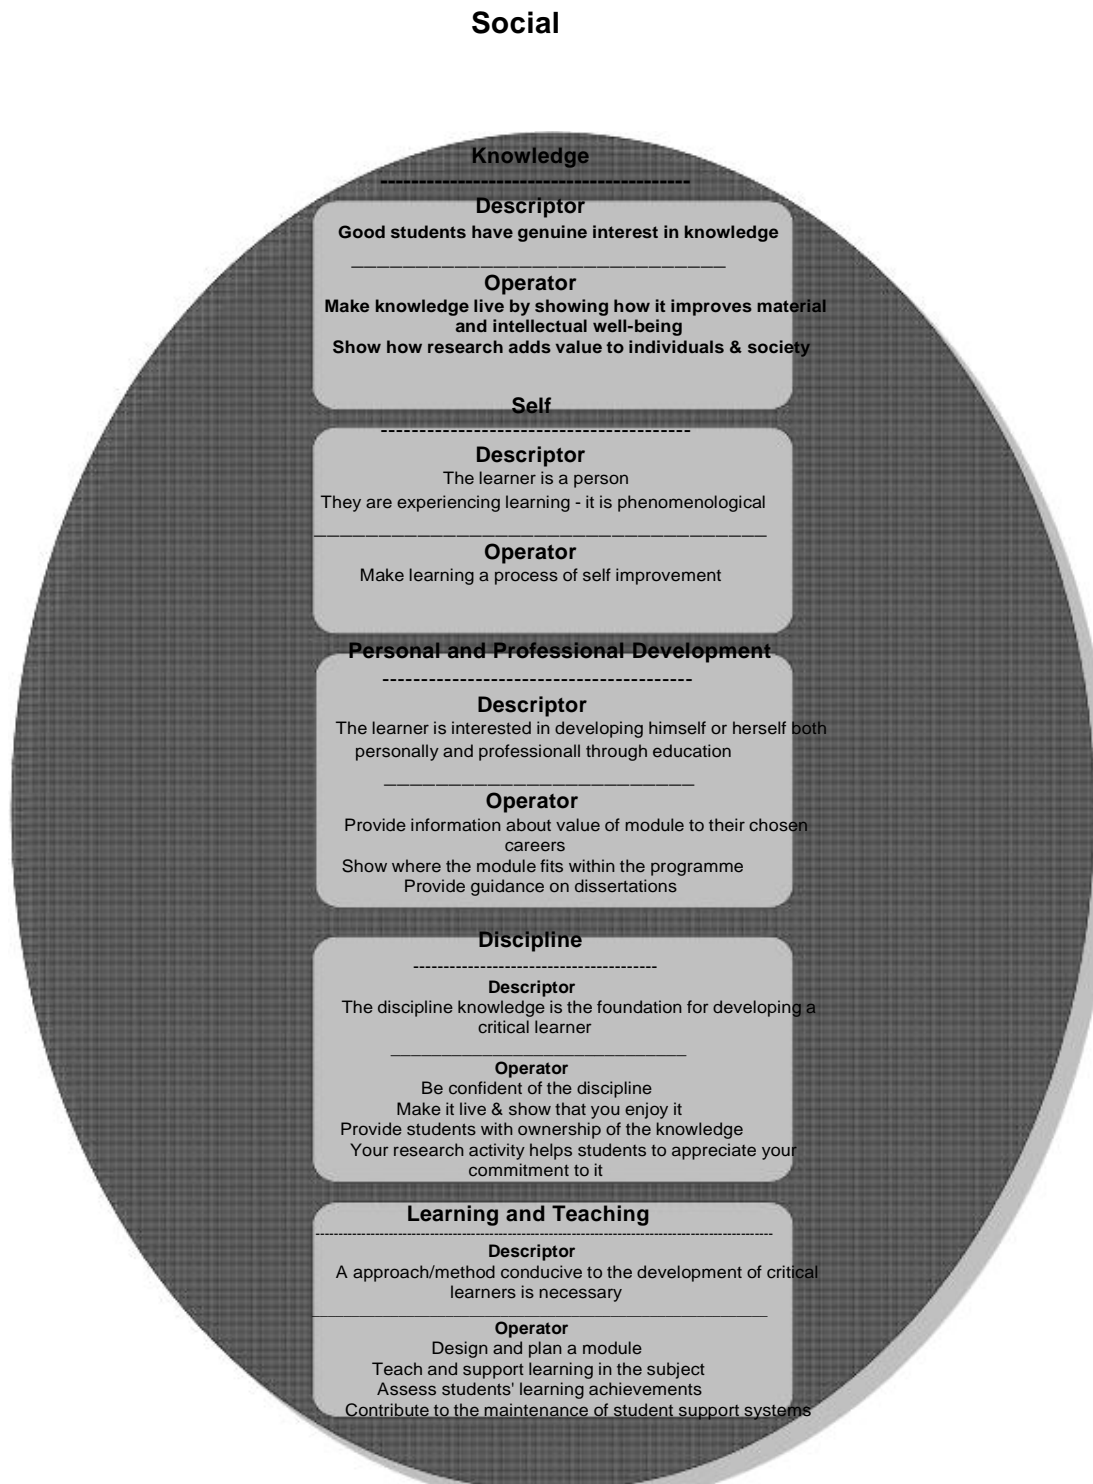 Social
Knowledge
----------------------------------------
Descriptor
Good students have genuine interest in knowledge
______________________________
Operator
Make knowledge live by showing how it improves material
and intellectual well-being
Show how research adds value to individuals & society
Self
----------------------------------------
Descriptor
The learner is a person
They are experiencing learning - it is phenomenological
____________________________________
Operator
Make learning a process of self improvement
Personal and Professional Development
----------------------------------------
Descriptor
The learner is interested in developing himself or herself both
personally and professionall through education
_________________________
Operator
Provide information about value of module to their chosen
careers
Show where the module fits within the programme
Provide guidance on dissertations
Discipline
----------------------------------------
Descriptor
The discipline knowledge is the foundation for developing a
critical learner
_____________________________
Operator
Be confident of the discipline
Make it live & show that you enjoy it
Provide students with ownership of the knowledge
Your research activity helps students to appreciate your
commitment to it
Learning and Teaching
----------------------------------------------------------------------------------------------------
Descriptor
A approach/method conducive to the development of critical
learners is necessary
____________________________________________________
Operator
Design and plan a module
Teach and support learning in the subject
Assess students' learning achievements
Contribute to the maintenance of student support systems